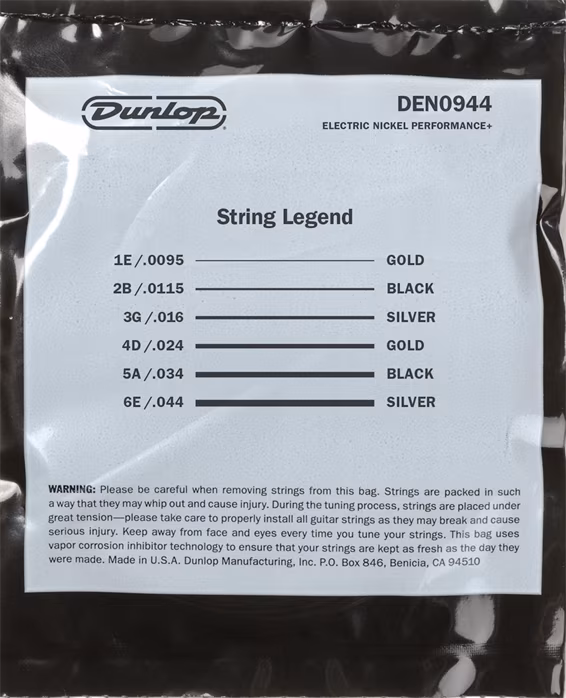 Dunlop®
DEN0944
ELECTRIC NICKEL PERFORMANCE+
String Legend
1E/.0095 GOLD
2B/.0115 BLACK
3G/.016 SILVER
4D/.024 GOLD
5A/.034 BLACK
6E/.044 SILVER
WARNING: Please be careful when removing strings from this bag. Strings are packed in such
a way that they may whip out and cause injury. During the tuning process, strings are placed under
great tension—please take care to properly install all guitar strings as they may break and cause
serious injury. Keep away from face and eyes every time you tune your strings. This bag uses
vapor corrosion inhibitor technology to ensure that your strings are kept as fresh as the day they
were made. Made in U.S.A. Dunlop Manufacturing, Inc. P.O. Box 846, Benicia, CA 94510